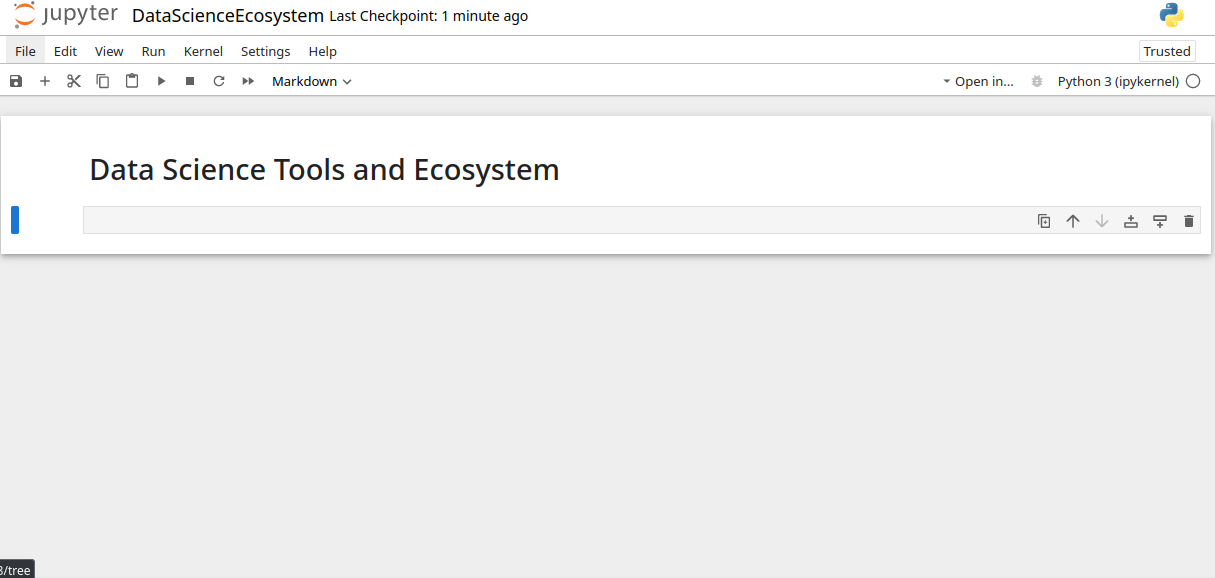 jupyter DataScienceEcosystem Last Checkpoint: 1 minute ago
File Edit View Run Kernel Settings Help Trusted
Markdown Open in... Python 3 (ipykernel)
Data Science Tools and Ecosystem
3/tree